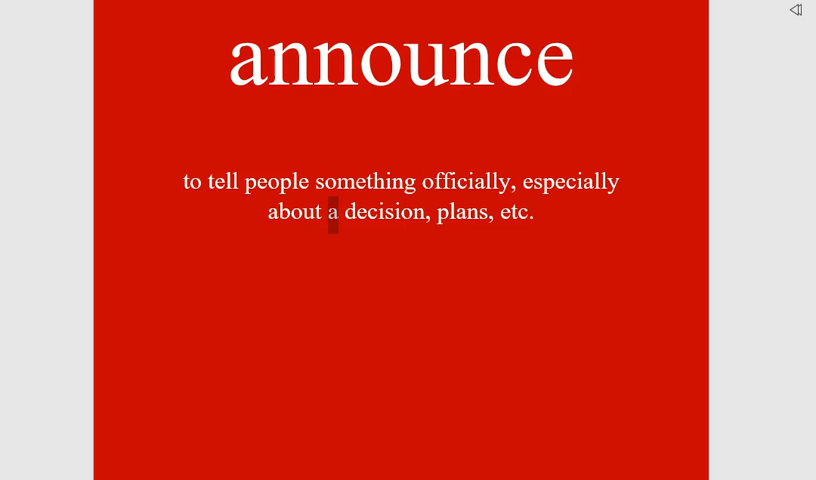 announce
to tell people something officially, especially
about a decision, plans, etc.